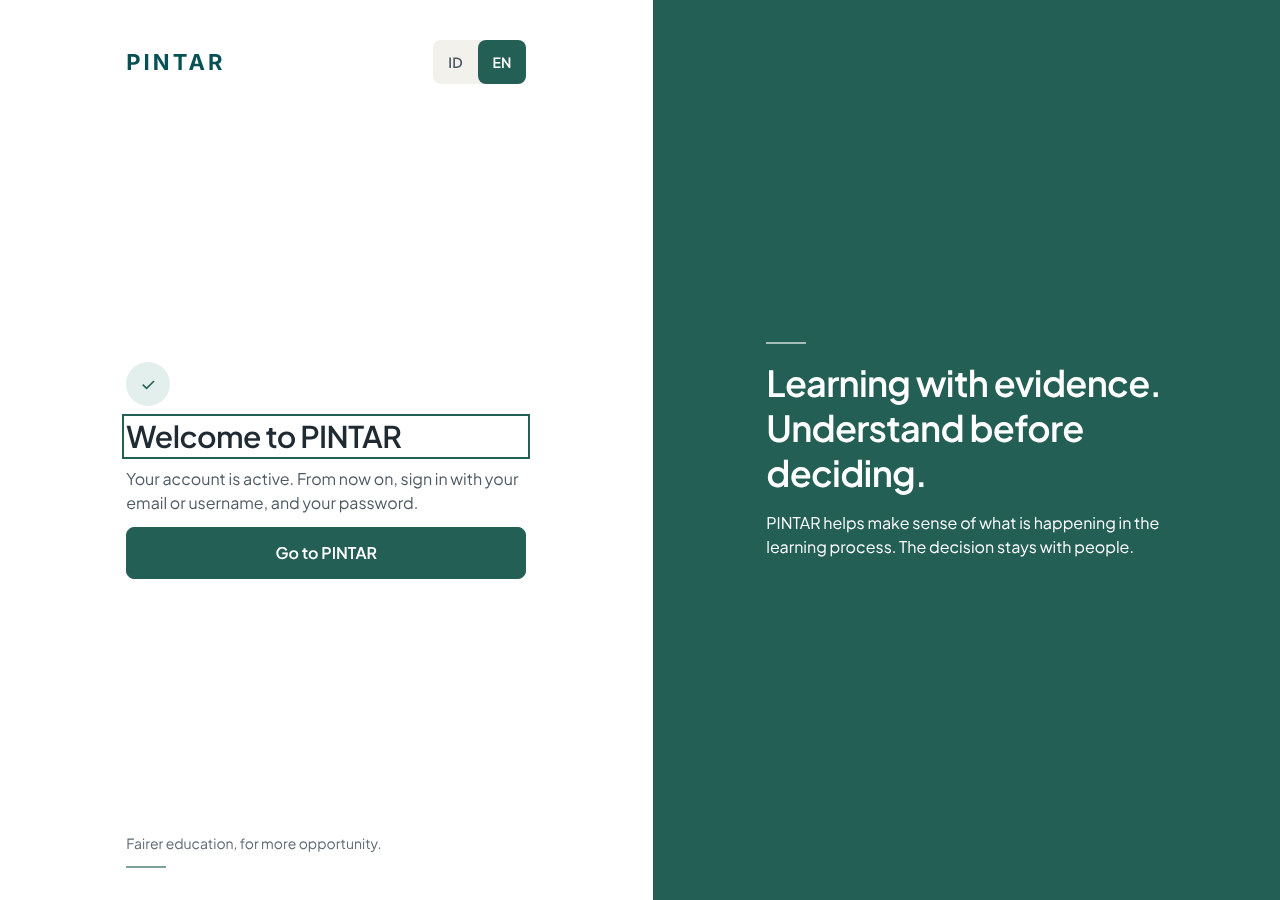 PINTAR
ID
EN
Welcome to PINTAR
Your account is active. From now on, sign in with your
email or username, and your password.
Go to PINTAR
Fairer education, for more opportunity.
Learning with evidence.
Understand before
deciding.
PINTAR helps make sense of what is happening in the
learning process. The decision stays with people.